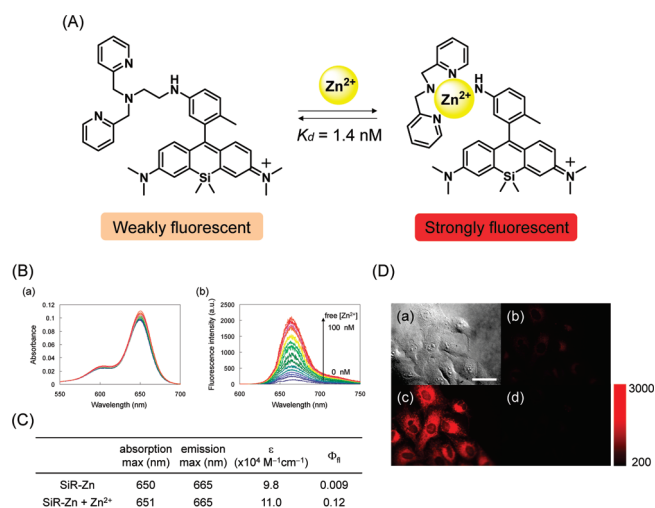 (A)
N
N
N
H
N
Zn²⁺
K_d = 1.4 nM
N
Si
N
+
Weakly fluorescent
N
H
N
N
Zn²⁺
N
N
Si
N
+
Strongly fluorescent
(B)
(a)
Absorbance
0.12
0.1
0.08
0.06
0.04
0.02
0
550
600
650
700
Wavelength (nm)
(b)
Fluorescence intensity (a.u.)
2500
2000
1500
1000
500
0
600
650
700
750
Wavelength (nm)
free [Zn²⁺]
100 nM
0 nM
(C)
absorption max (nm) emission max (nm) ε (x10⁴ M⁻¹cm⁻¹) Φfl
SiR-Zn 650 665 9.8 0.009
SiR-Zn + Zn²⁺ 651 665 11.0 0.12
(D)
(a)
(b)
(c)
(d)
3000
200